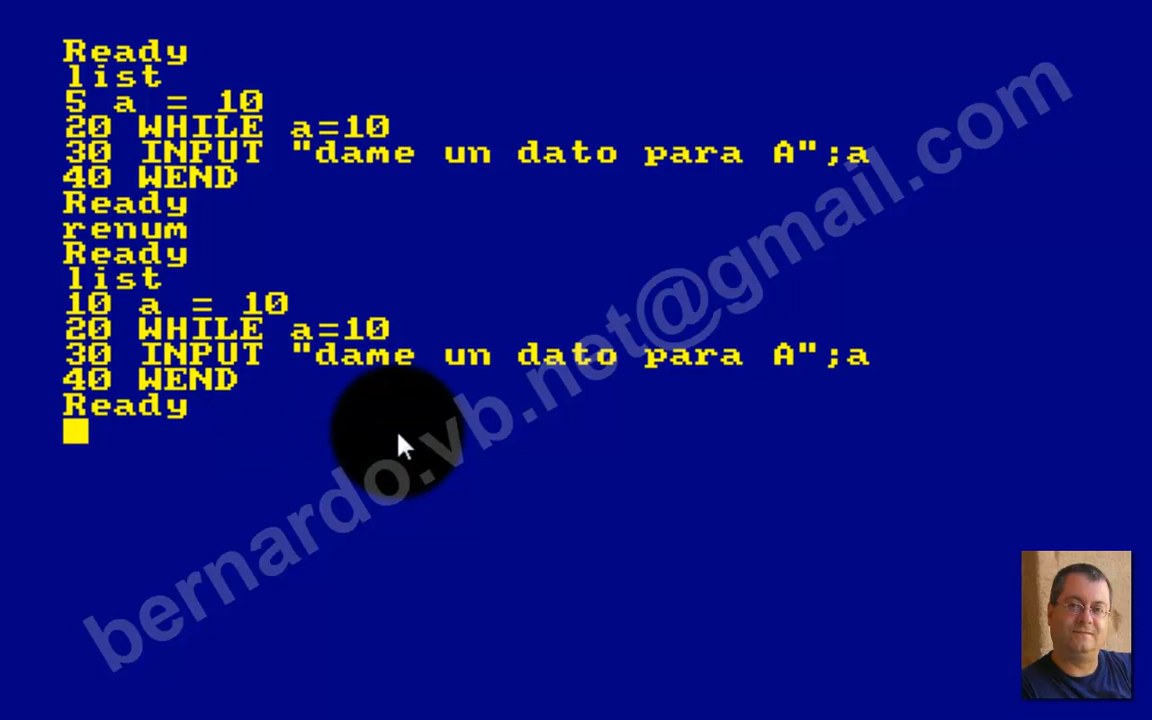 Ready
list
5 a = 10
20 WHILE a=10
30 INPUT "dame un dato para A";a
40 WEND
Ready
renum
Ready
list
10 a = 10
20 WHILE a=10
30 INPUT "dame un dato para A";a
40 WEND
Ready
bernardo.vb.net@gmail.com